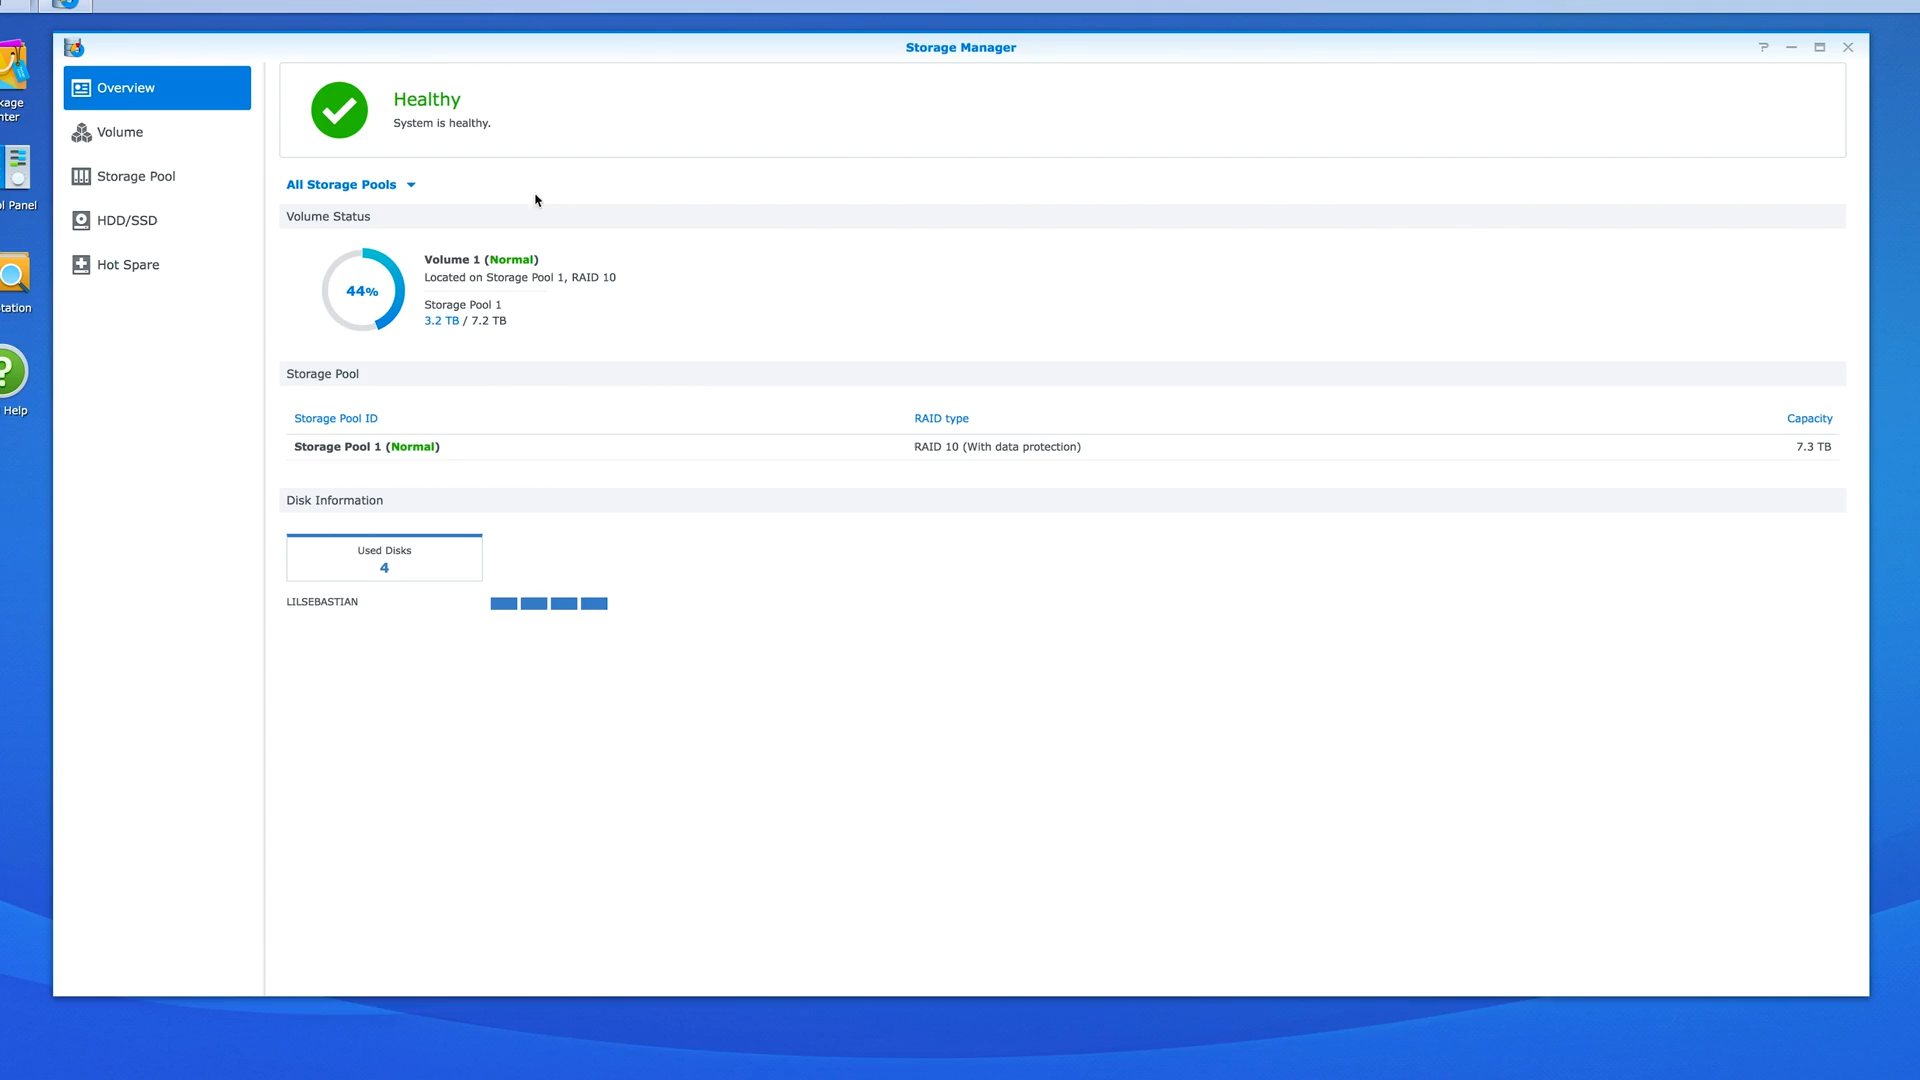 Storage Manager
kage
nter
l Panel
tation
Help
Overview
Volume
Storage Pool
HDD/SSD
Hot Spare
Healthy
System is healthy.
All Storage Pools
Volume Status
44%
Volume 1 (Normal)
Located on Storage Pool 1, RAID 10
Storage Pool 1
3.2 TB / 7.2 TB
Storage Pool
Storage Pool ID RAID type Capacity
Storage Pool 1 (Normal) RAID 10 (With data protection) 7.3 TB
Disk Information
Used Disks
4
LILSEBASTIAN